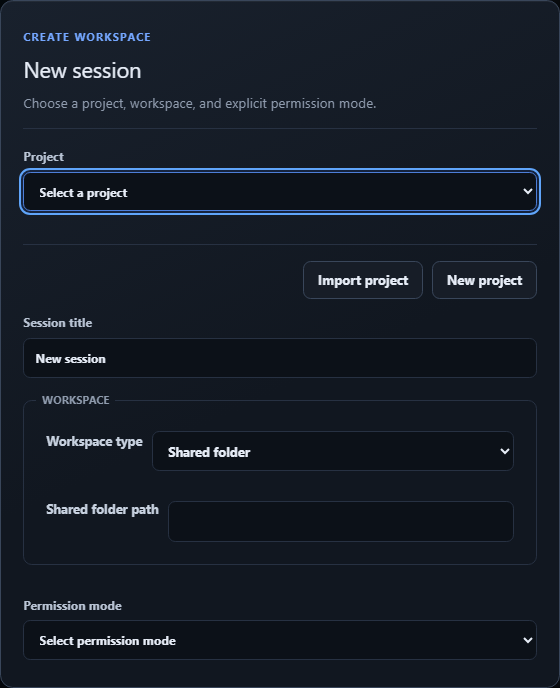 CREATE WORKSPACE
New session
Choose a project, workspace, and explicit permission mode.
Project
Select a project
Import project
New project
Session title
New session
WORKSPACE
Workspace type
Shared folder
Shared folder path
Permission mode
Select permission mode